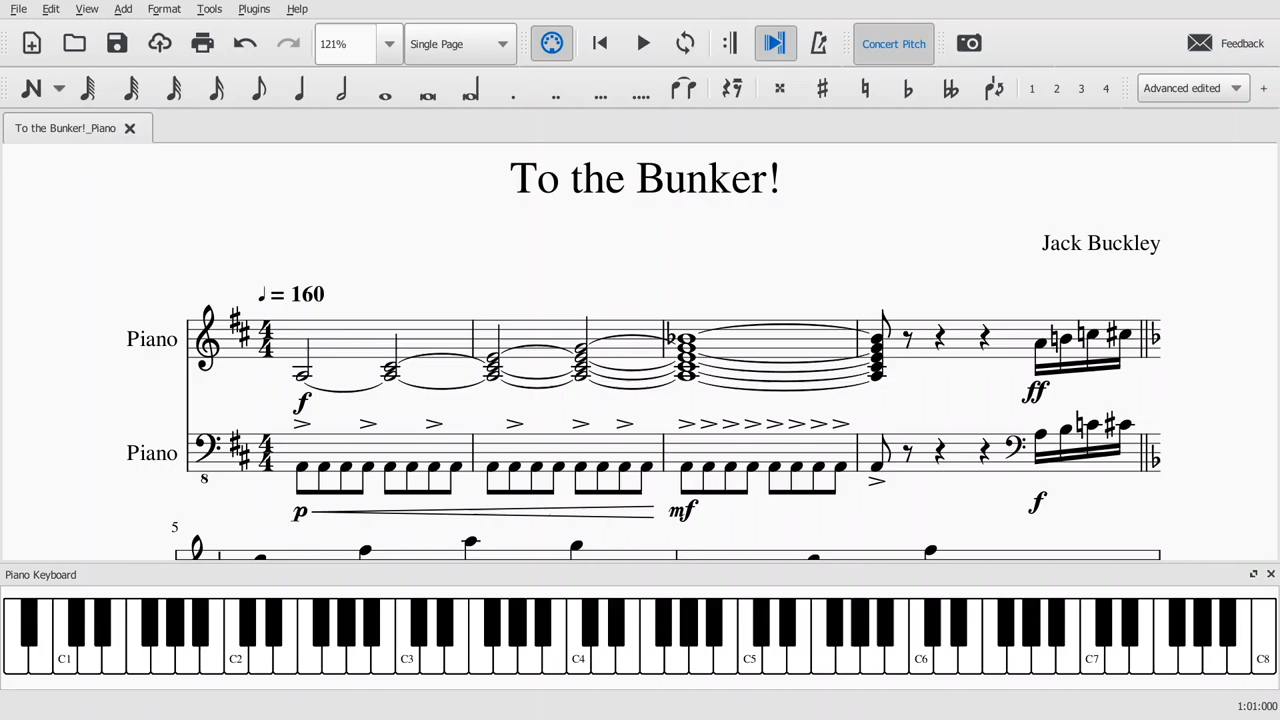 File Edit View Add Format Tools Plugins Help
121% Single Page Concert Pitch Feedback
1 2 3 4 Advanced edited +
To the Bunker!_Piano
To the Bunker!
Jack Buckley
= 160
Piano
f
ff
Piano
8
p mf f
5
Piano Keyboard
C1 C2 C3 C4 C5 C6 C7 C8
1:01:000